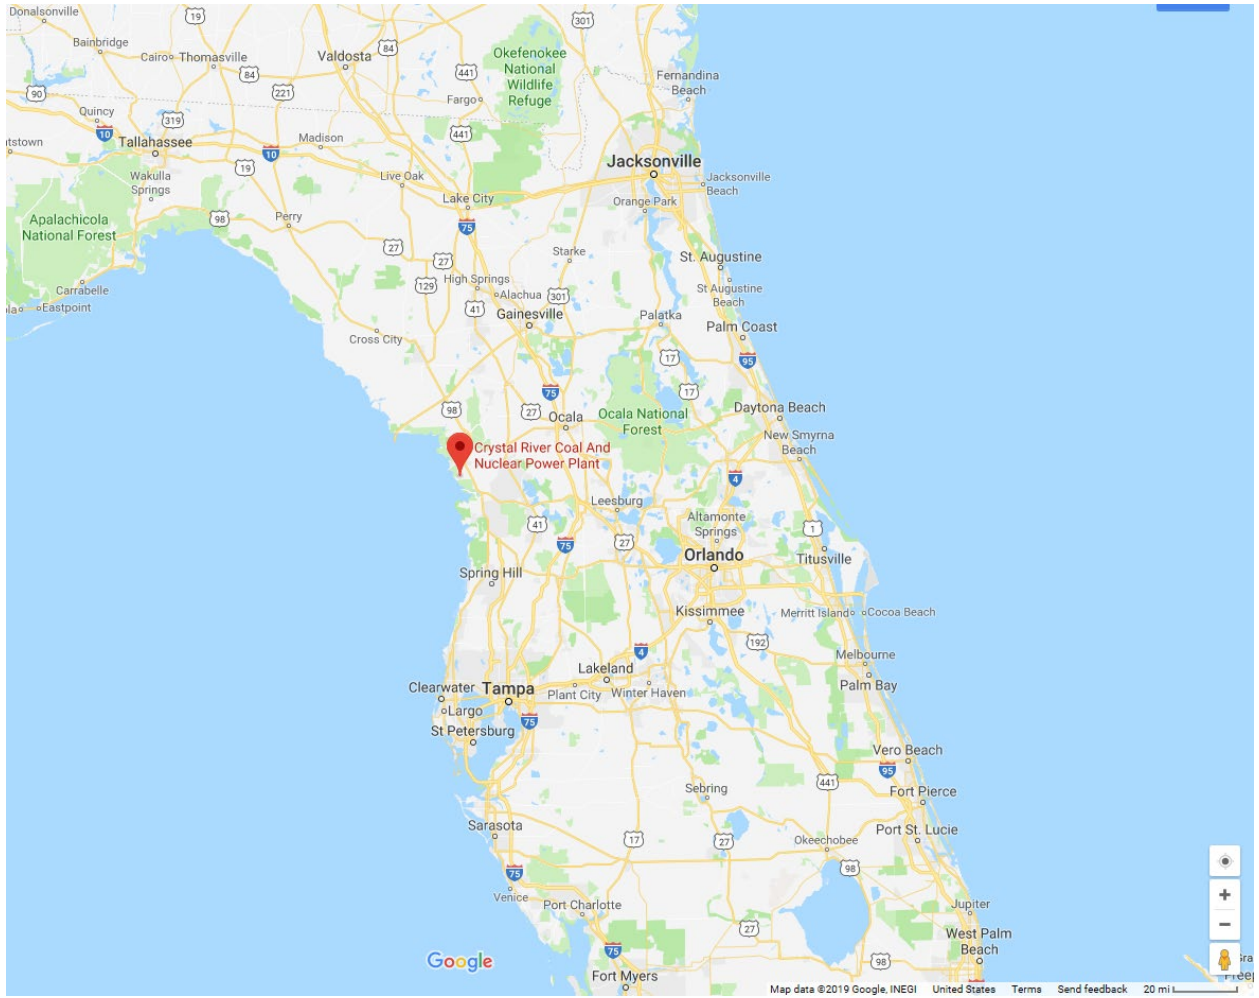 Donalsonville
19
301
Bainbridge
84
Cairo
Thomasville
Valdosta
Okefenokee
National
Wildlife
Refuge
84
441
Fernandina
Beach
90
221
Fargo
Quincy
319
10
441
tstown
Tallahassee
Madison
10
19
Jacksonville
Wakulla
Springs
Live Oak
Jacksonville
Beach
Lake City
Orange Park
Apalachicola
National Forest
98
Perry
75
27
Starke
St. Augustine
27
High Springs
129
Carrabelle
Alachua
301
St Augustine
Beach
la
Eastpoint
41
Gainesville
Palatka
Palm Coast
Cross City
17
95
75
17
98
27
Ocala
Ocala National
Forest
Daytona Beach
New Smyrna
Beach
Crystal River Coal And
Nuclear Power Plant
4
Leesburg
Altamonte
Springs
41
75
27
1
Orlando
Titusville
Spring Hill
Kissimmee
Merritt Island
Cocoa Beach
192
4
Melbourne
Lakeland
Palm Bay
Clearwater
Tampa
Plant City
Winter Haven
Largo
75
St Petersburg
Vero Beach
95
441
Sebring
Fort Pierce
Sarasota
17
27
Okeechobee
Port St. Lucie
98
75
Venice
Port Charlotte
Jupiter
27
West Palm
Beach
75
98
Google
Fort Myers
95
Gra
Freep
Map data ©2019 Google, INEGI United States Terms Send feedback 20 mi